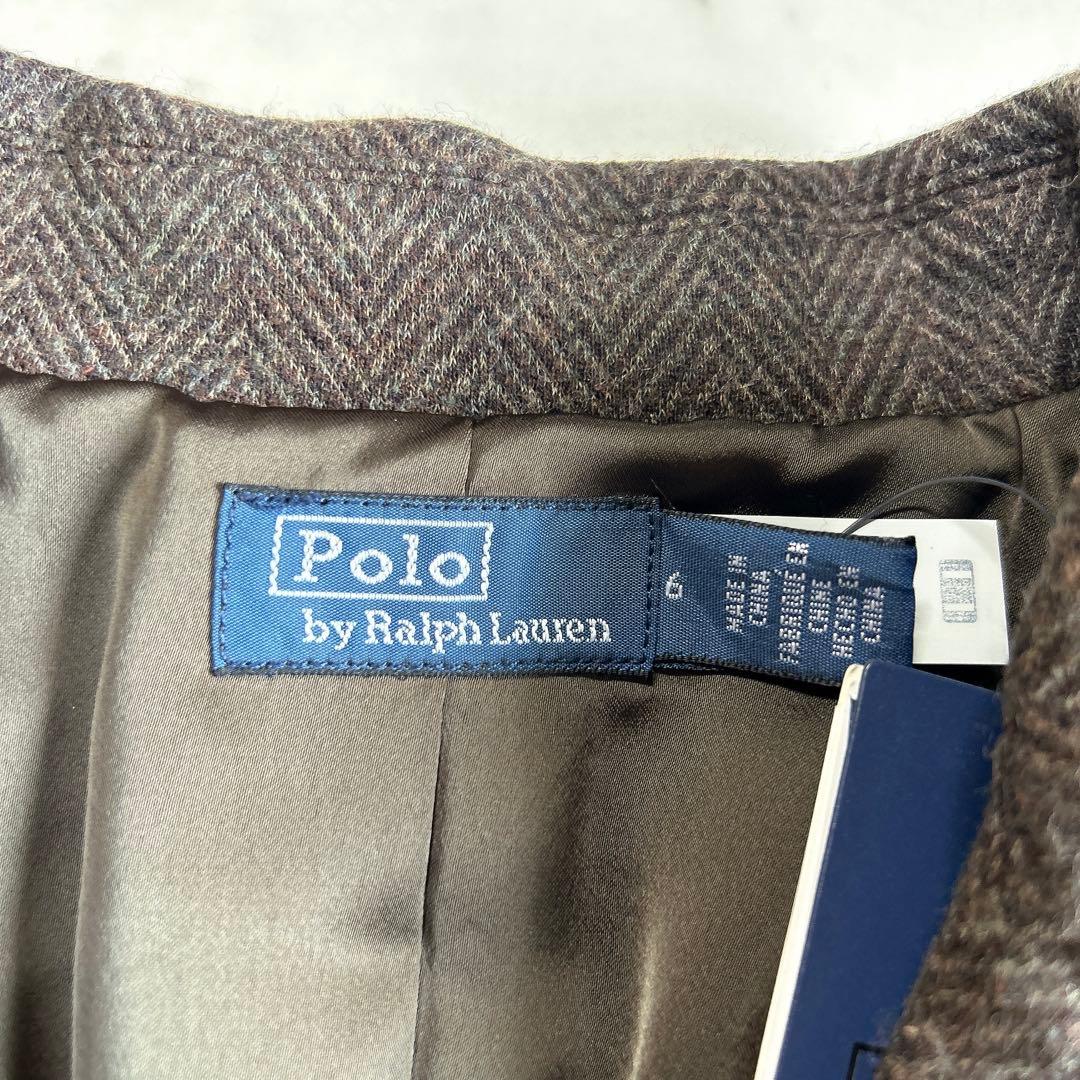 Polo
by Ralph Lauren
6
MADE IN
CHINA
FABRIQUÉ EN
CHINE
HECHO EN
CHINA